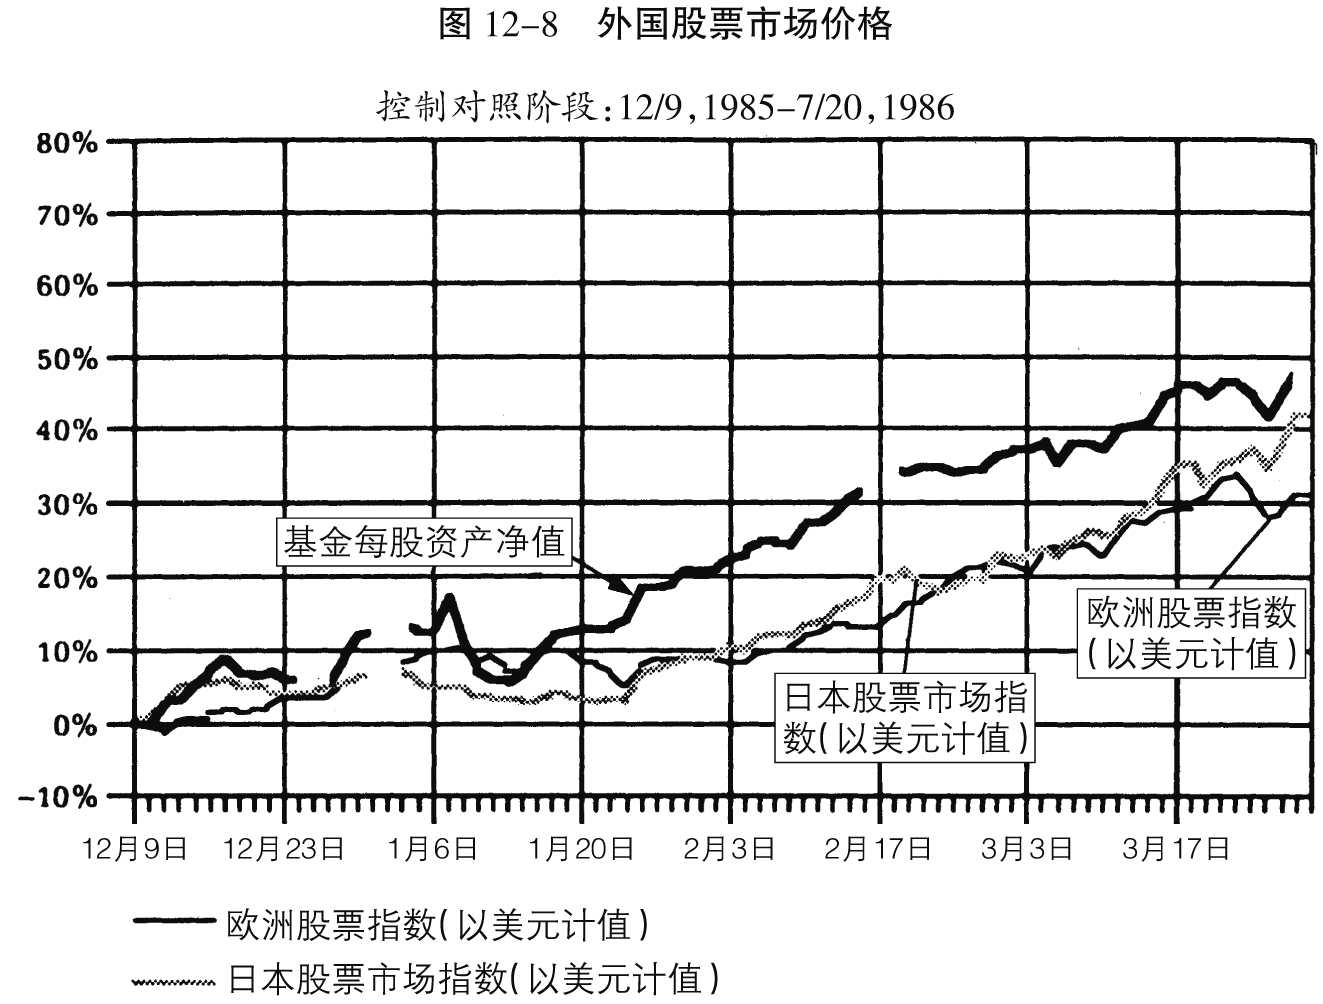 图 12–8 外国股票市场价格
控制对照阶段:12/9,1985–7/20,1986
80%
70%
60%
50%
40%
30%
20%
10%
0%
–10%
基金每股资产净值
欧洲股票指数
(以美元计值)
日本股票市场指
数(以美元计值)
12月9日 12月23日 1月6日 1月20日 2月3日 2月17日 3月3日 3月17日
欧洲股票指数(以美元计值)
日本股票市场指数(以美元计值)